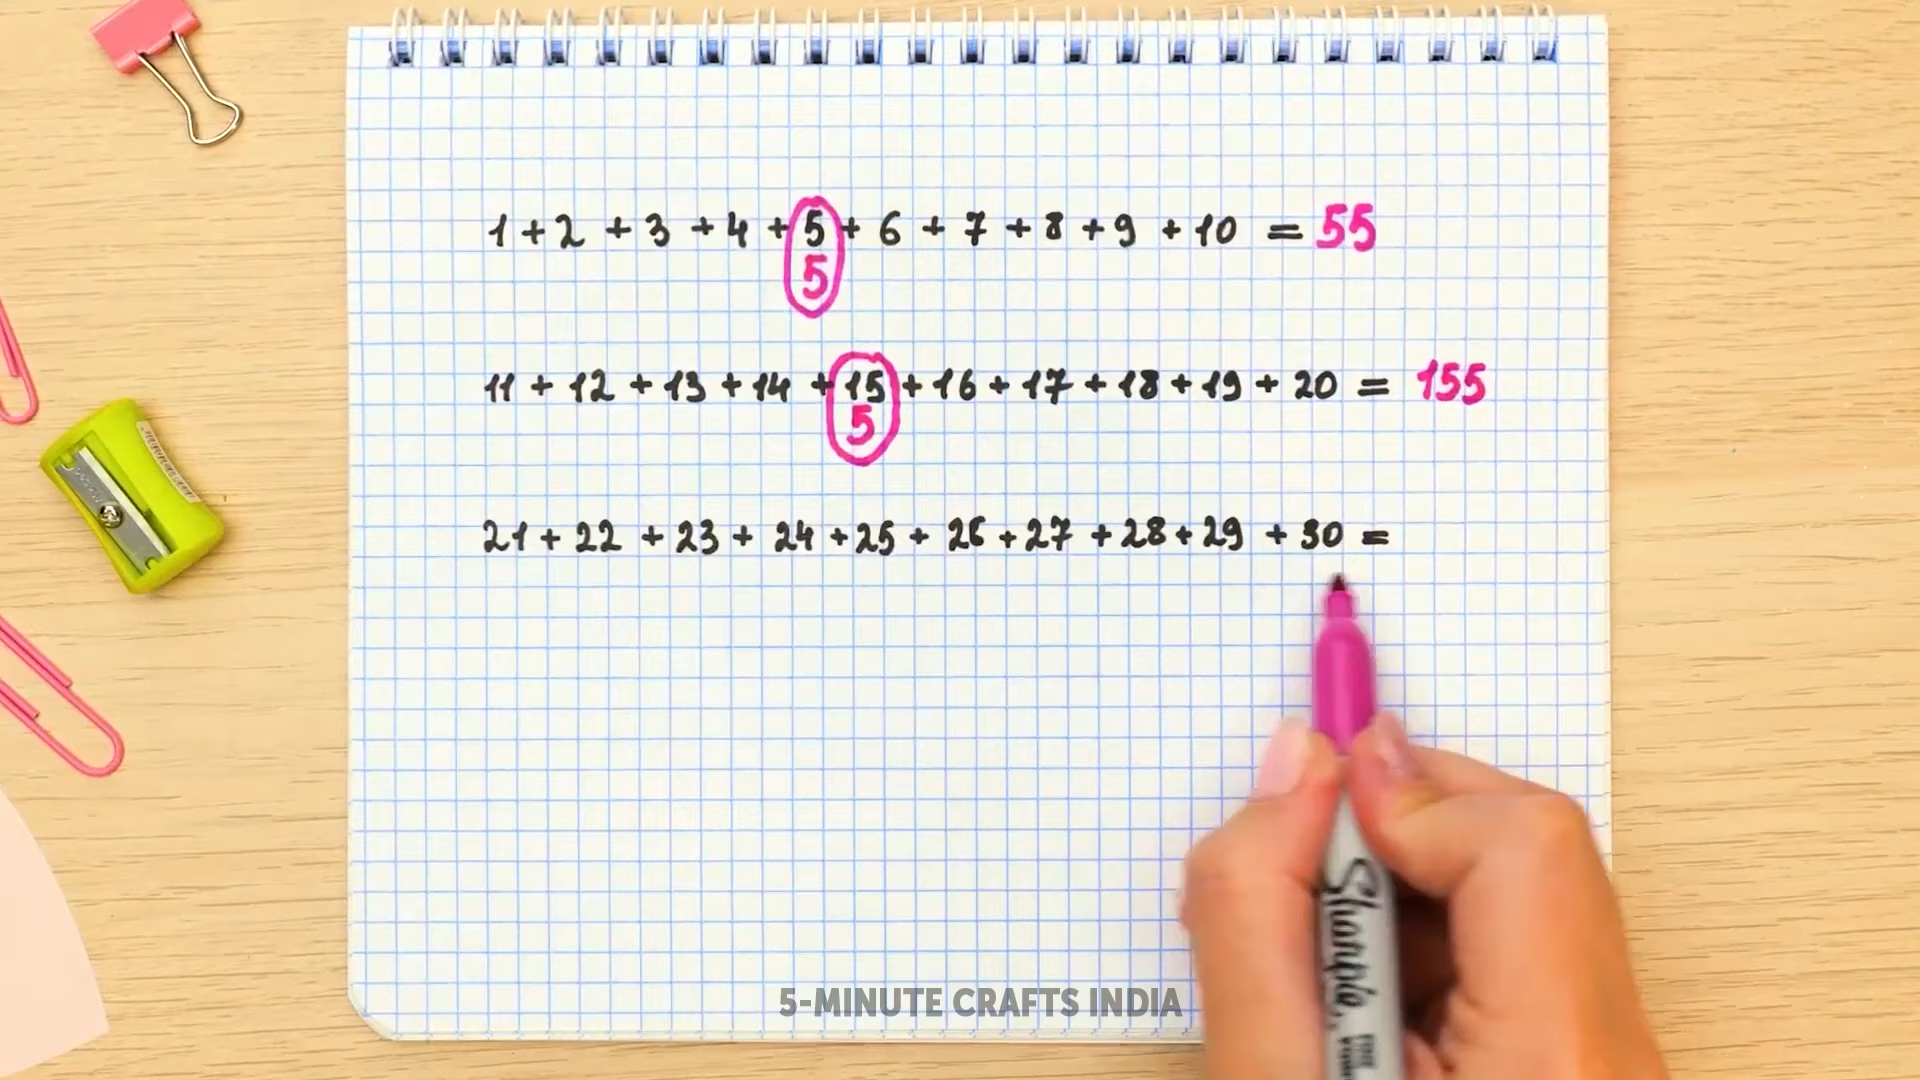 1 + 2 + 3 + 4 + 5 + 6 + 7 + 8 + 9 + 10 = 55
5
11 + 12 + 13 + 14 + 15 + 16 + 17 + 18 + 19 + 20 = 155
5
21 + 22 + 23 + 24 + 25 + 26 + 27 + 28 + 29 + 30 =
Sharpie
5-MINUTE CRAFTS INDIA